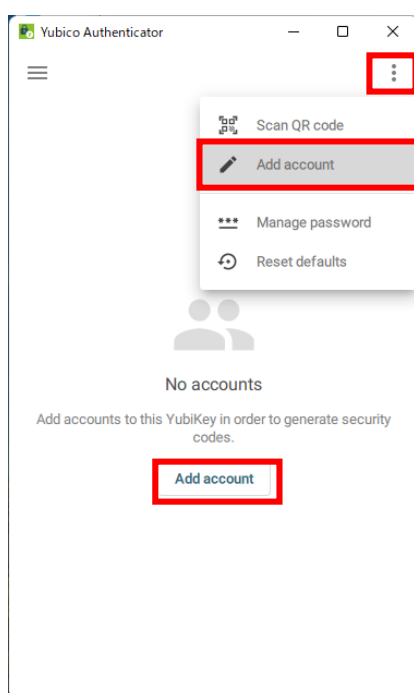 Yubico Authenticator
Scan QR code
Add account
Manage password
Reset defaults
No accounts
Add accounts to this YubiKey in order to generate security
codes.
Add account